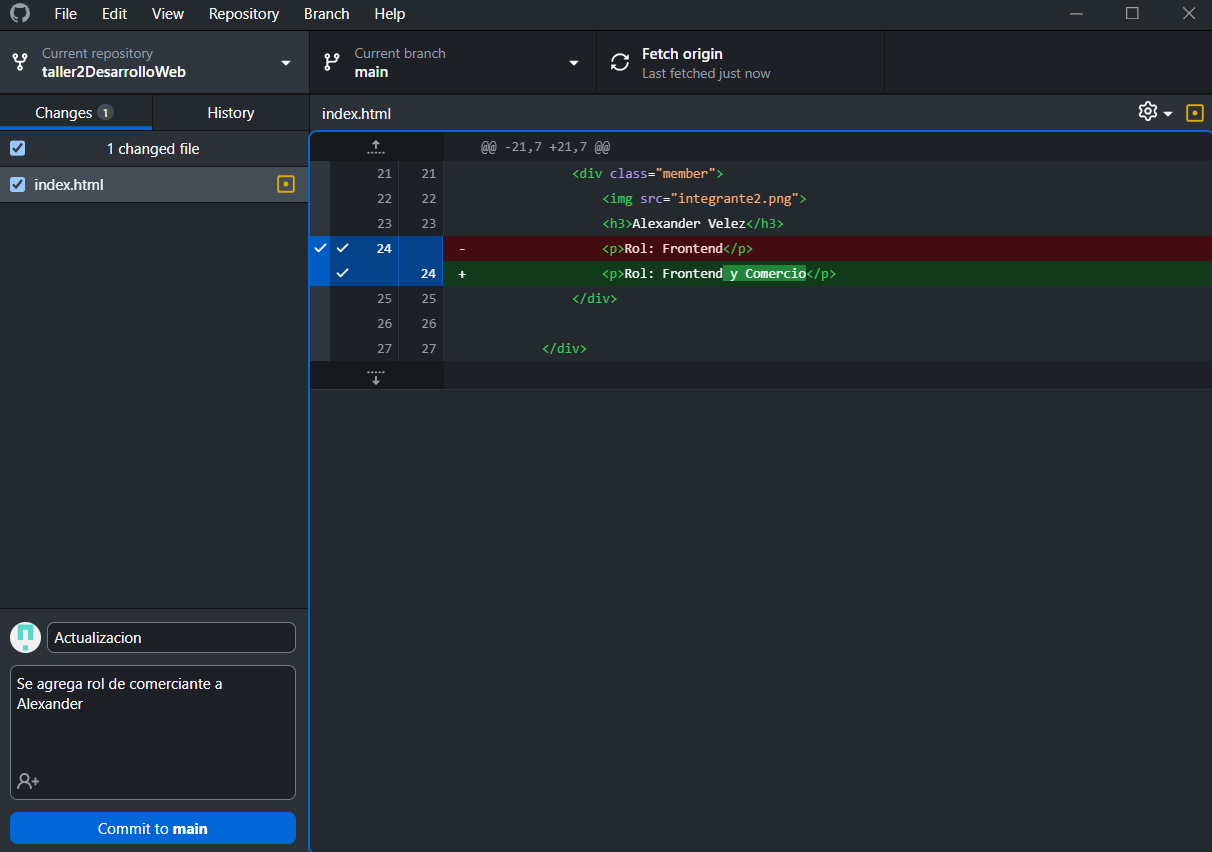 File Edit View Repository Branch Help
Current repository
taller2DesarrolloWeb
Current branch
main
Fetch origin
Last fetched just now
Changes 1
History
index.html
1 changed file
index.html
@@ -21,7 +21,7 @@
21 21 <div class="member">
22 22 <img src="integrante2.png">
23 23 <h3>Alexander Velez</h3>
24 - <p>Rol: Frontend</p>
24 + <p>Rol: Frontend y Comercio</p>
25 25 </div>
26 26
27 27 </div>
Actualizacion
Se agrega rol de comerciante a
Alexander
Commit to main